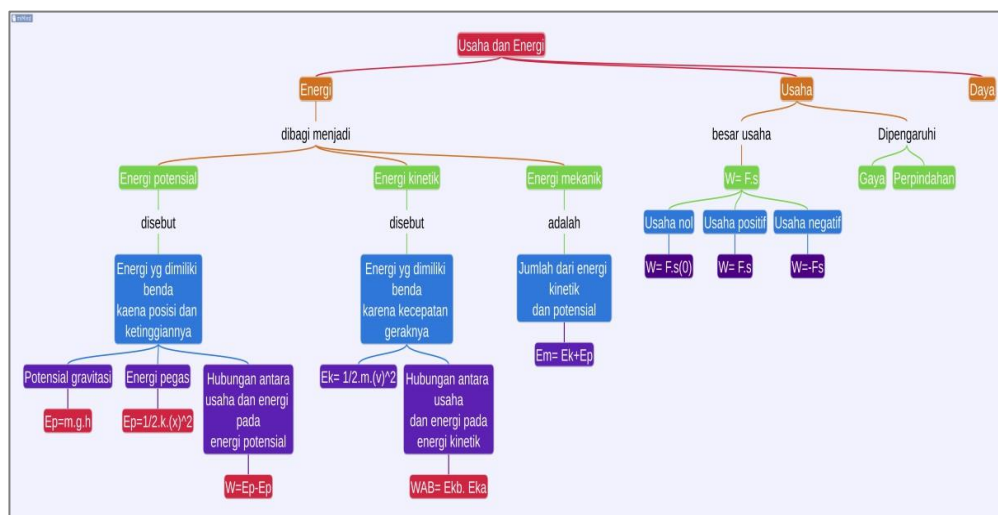 Usaha dan Energi
Energi
Usaha
Daya
dibagi menjadi
besar usaha
Dipengaruhi
Energi potensial
Energi kinetik
Energi mekanik
W= F.s
Gaya
Perpindahan
disebut
disebut
adalah
Usaha nol
Usaha positif
Usaha negatif
Energi yg dimiliki
benda
kaena posisi dan
ketinggiannya
Energi yg dimiliki
benda
karena kecepatan
geraknya
Jumlah dari energi
kinetik
dan potensial
W= F.s(0)
W= F.s
W=-Fs
Em= Ek+Ep
Potensial gravitasi
Energi pegas
Hubungan antara
usaha dan energi
pada
energi potensial
Ek= 1/2.m.(v)^2
Hubungan antara
usaha
dan energi pada
energi kinetik
Ep=m.g.h
Ep=1/2.k.(x)^2
W=Ep-Ep
WAB= Ekb. Eka